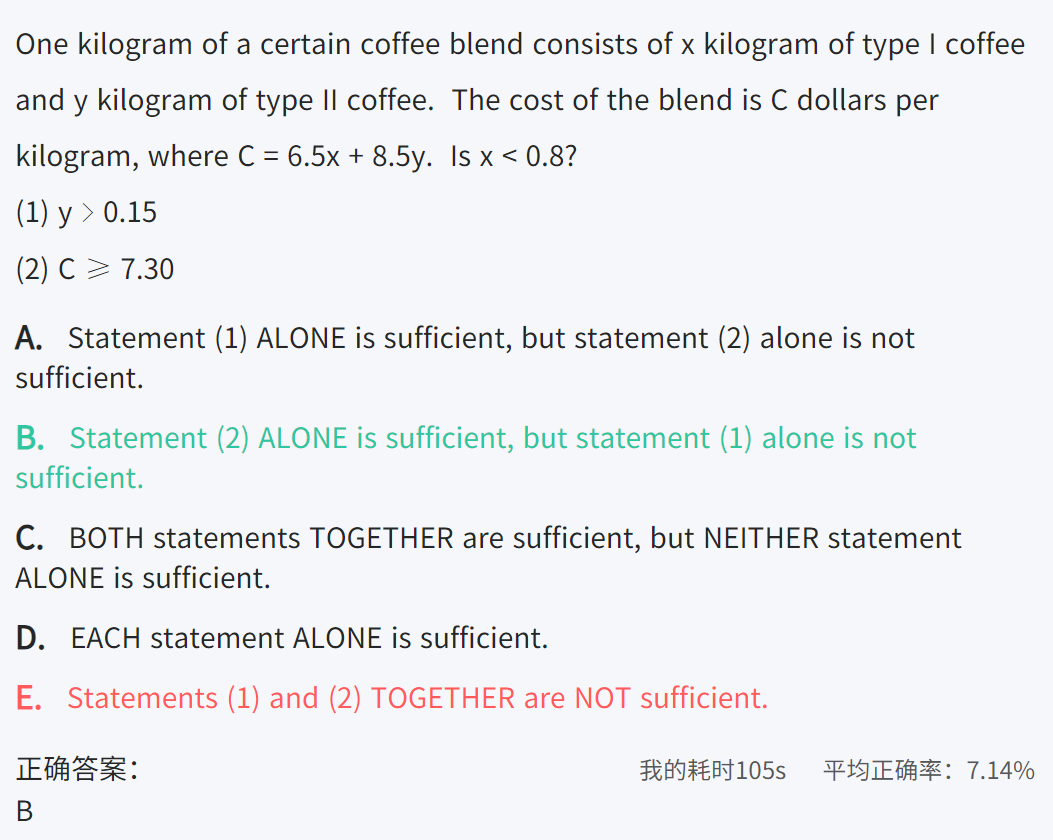 One kilogram of a certain coffee blend consists of x kilogram of type I coffee
and y kilogram of type II coffee.  The cost of the blend is C dollars per
kilogram, where C = 6.5x + 8.5y.  Is x < 0.8?
(1) y > 0.15
(2) C ⩾ 7.30
A. Statement (1) ALONE is sufficient, but statement (2) alone is not
sufficient.
B. Statement (2) ALONE is sufficient, but statement (1) alone is not
sufficient.
C. BOTH statements TOGETHER are sufficient, but NEITHER statement
ALONE is sufficient.
D. EACH statement ALONE is sufficient.
E. Statements (1) and (2) TOGETHER are NOT sufficient.
正确答案： 我的耗时105s 平均正确率：7.14%
B